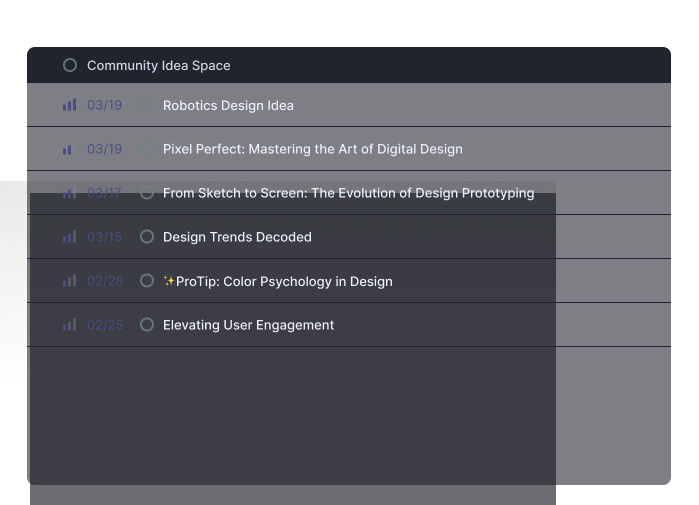 Community Idea Space
03/19 Robotics Design Idea
03/19 Pixel Perfect: Mastering the Art of Digital Design
03/17 From Sketch to Screen: The Evolution of Design Prototyping
03/15 Design Trends Decoded
02/28 ✨ProTip: Color Psychology in Design
02/25 Elevating User Engagement